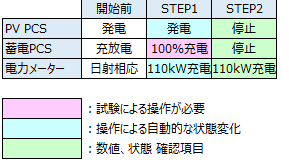 開始前 STEP1 STEP2
PV PCS 発電 発電 停止
蓄電PCS 充放電 100%充電 停止
電力メーター 日射相応 110kW充電 110kW充電
：試験による操作が必要
：操作による自動的な状態変化
：数値、状態 確認項目